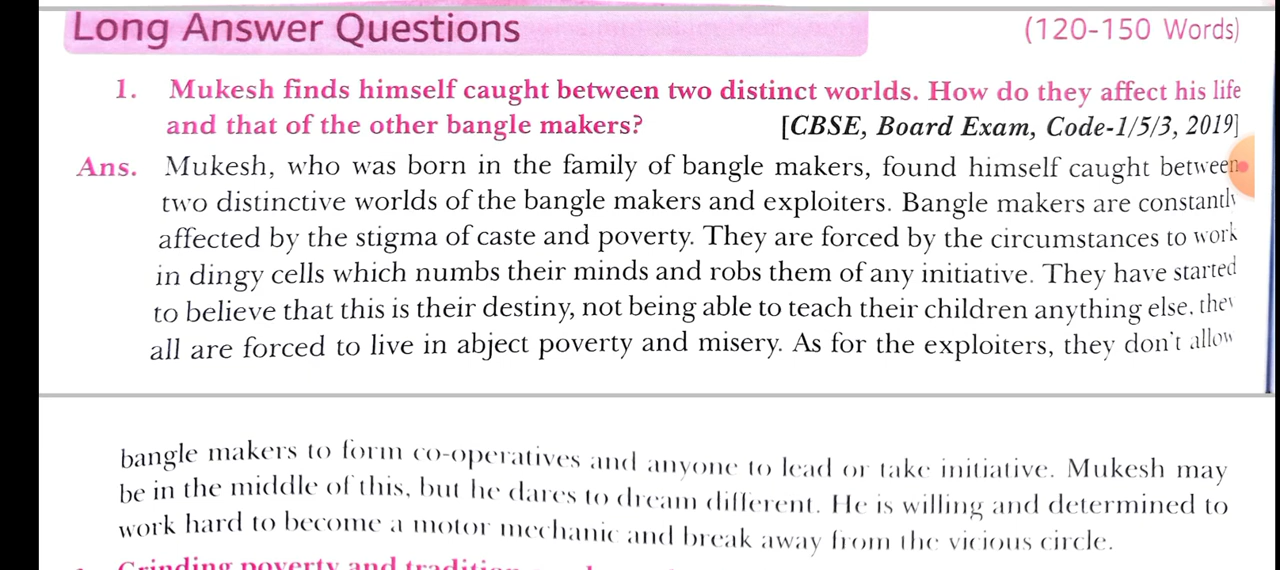 Long Answer Questions (120-150 Words)
1. Mukesh finds himself caught between two distinct worlds. How do they affect his life
and that of the other bangle makers? [CBSE, Board Exam, Code-1/5/3, 2019]
Ans. Mukesh, who was born in the family of bangle makers, found himself caught between
two distinctive worlds of the bangle makers and exploiters. Bangle makers are constantly
affected by the stigma of caste and poverty. They are forced by the circumstances to work
in dingy cells which numbs their minds and robs them of any initiative. They have started
to believe that this is their destiny, not being able to teach their children anything else, they
all are forced to live in abject poverty and misery. As for the exploiters, they don't allow
bangle makers to form co-operatives and anyone to lead or take initiative. Mukesh may
be in the middle of this, but he dares to dream different. He is willing and determined to
work hard to become a motor mechanic and break away from the vicious circle.
Grinding poverty and